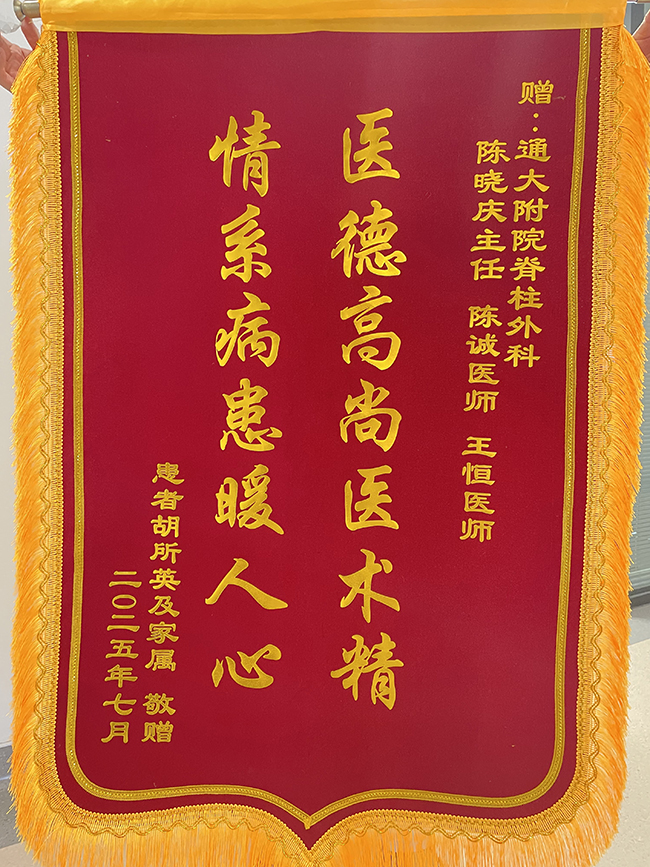 赠：通大附院脊柱外科
陈晓庆主任 陈诚医师 王恒医师
医德高尚医术精
情系病患暖人心
患者胡所英及家属 敬赠
二〇二五年七月